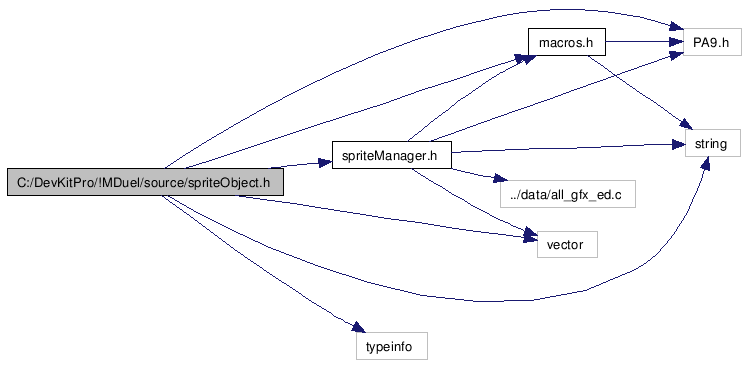 macros.h
PA9.h
string
spriteManager.h
C:/DevKitPro/!MDuel/source/spriteObject.h
../data/all_gfx_ed.c
vector
typeinfo